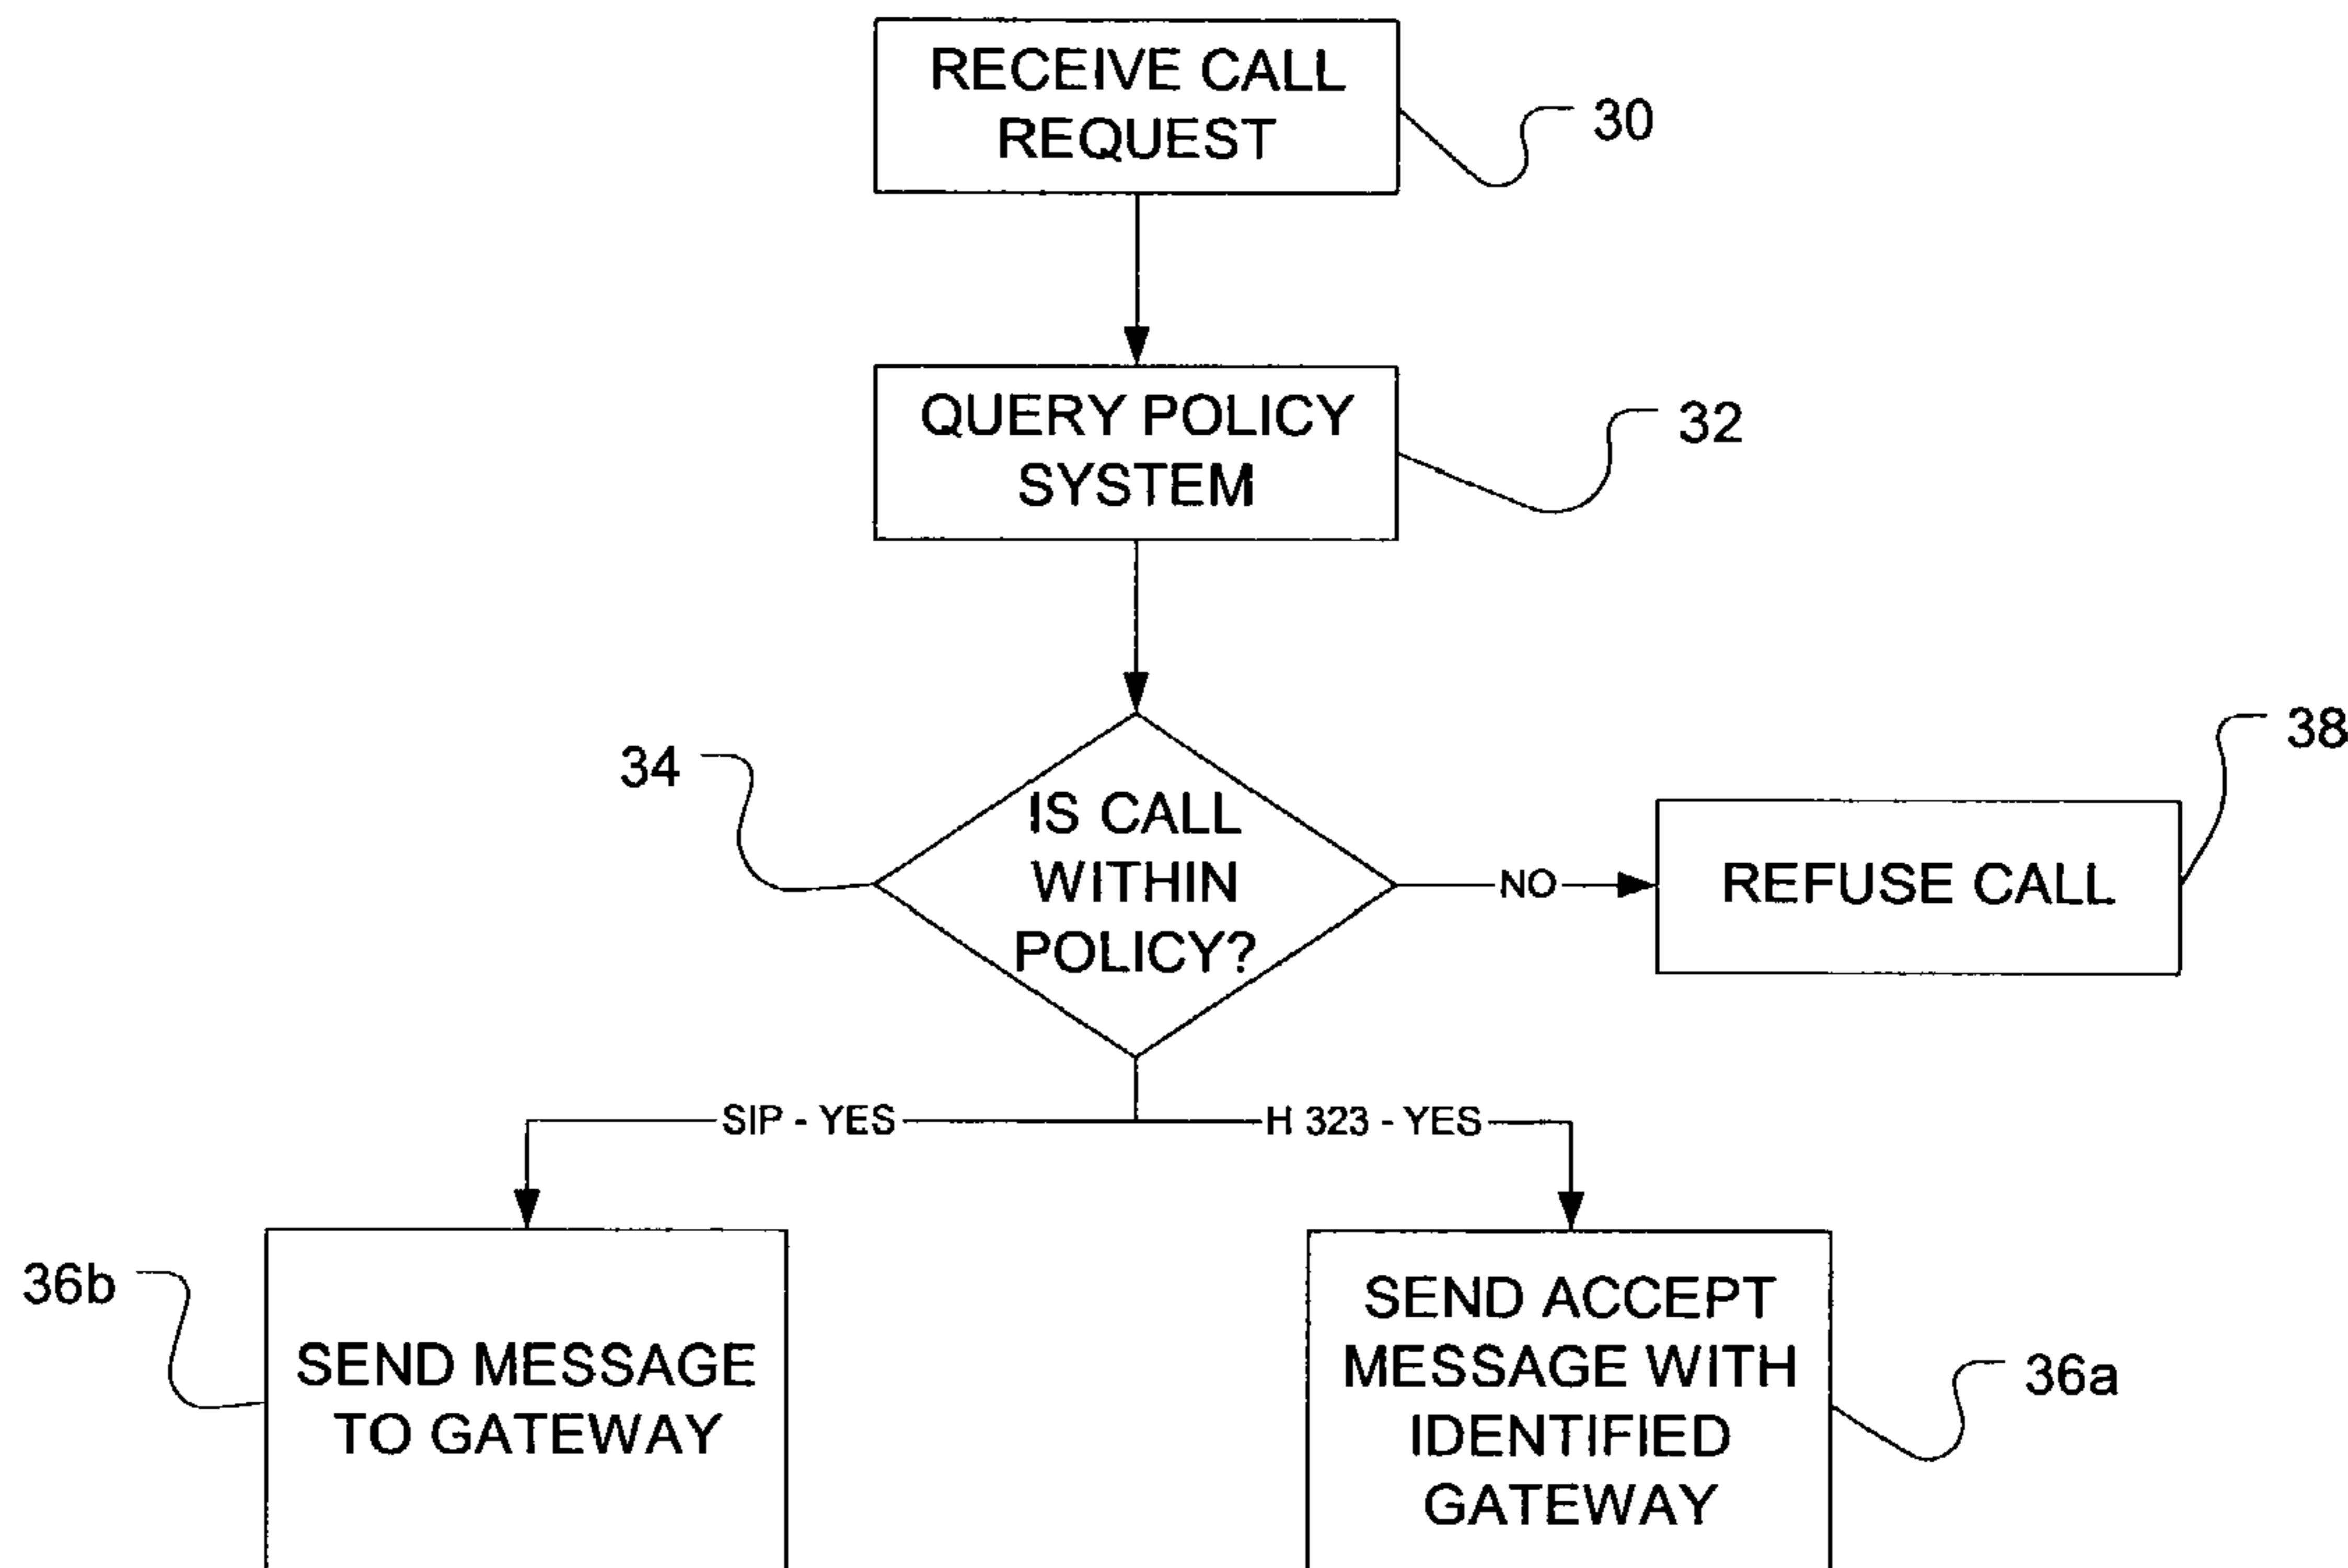 RECEIVE CALL
REQUEST
30
QUERY POLICY
SYSTEM
32
34
IS CALL
WITHIN
POLICY?
NO
REFUSE CALL
38
SIP - YES
H 323 - YES
36b
SEND MESSAGE
TO GATEWAY
SEND ACCEPT
MESSAGE WITH
IDENTIFIED
GATEWAY
36a